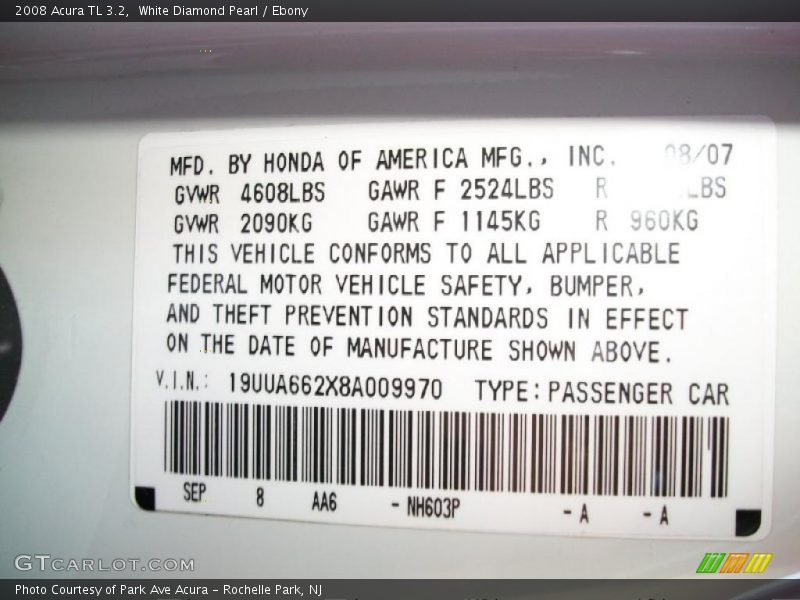 2008 Acura TL 3.2,  White Diamond Pearl / Ebony
MFD. BY HONDA OF AMERICA MFG., INC. 08/07
GVWR 4608LBS GAWR F 2524LBS R LBS
GVWR 2090KG GAWR F 1145KG R 960KG
THIS VEHICLE CONFORMS TO ALL APPLICABLE
FEDERAL MOTOR VEHICLE SAFETY, BUMPER,
AND THEFT PREVENTION STANDARDS IN EFFECT
ON THE DATE OF MANUFACTURE SHOWN ABOVE.
V.I.N.: 19UUA662X8A009970 TYPE: PASSENGER CAR
SEP 8 AA6 - NH603P - A - A
GTCARLOT.COM
Photo Courtesy of Park Ave Acura – Rochelle Park, NJ